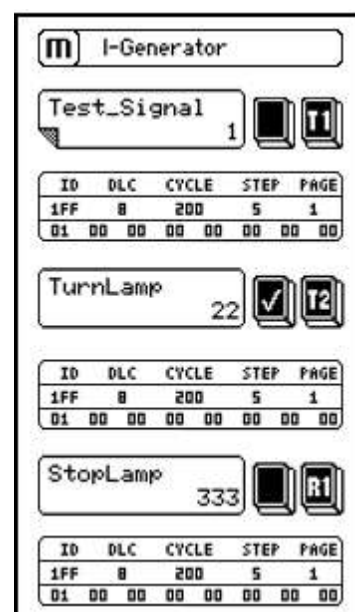 m I-Generator
Test_Signal
1 T1
ID DLC CYCLE STEP PAGE
1FF 8 200 5 1
01 00 00 00 00 00 00 00
TurnLamp
22 ✓ T2
ID DLC CYCLE STEP PAGE
1FF 8 200 5 1
01 00 00 00 00 00 00 00
StopLamp
333 R1
ID DLC CYCLE STEP PAGE
1FF 8 200 5 1
01 00 00 00 00 00 00 00